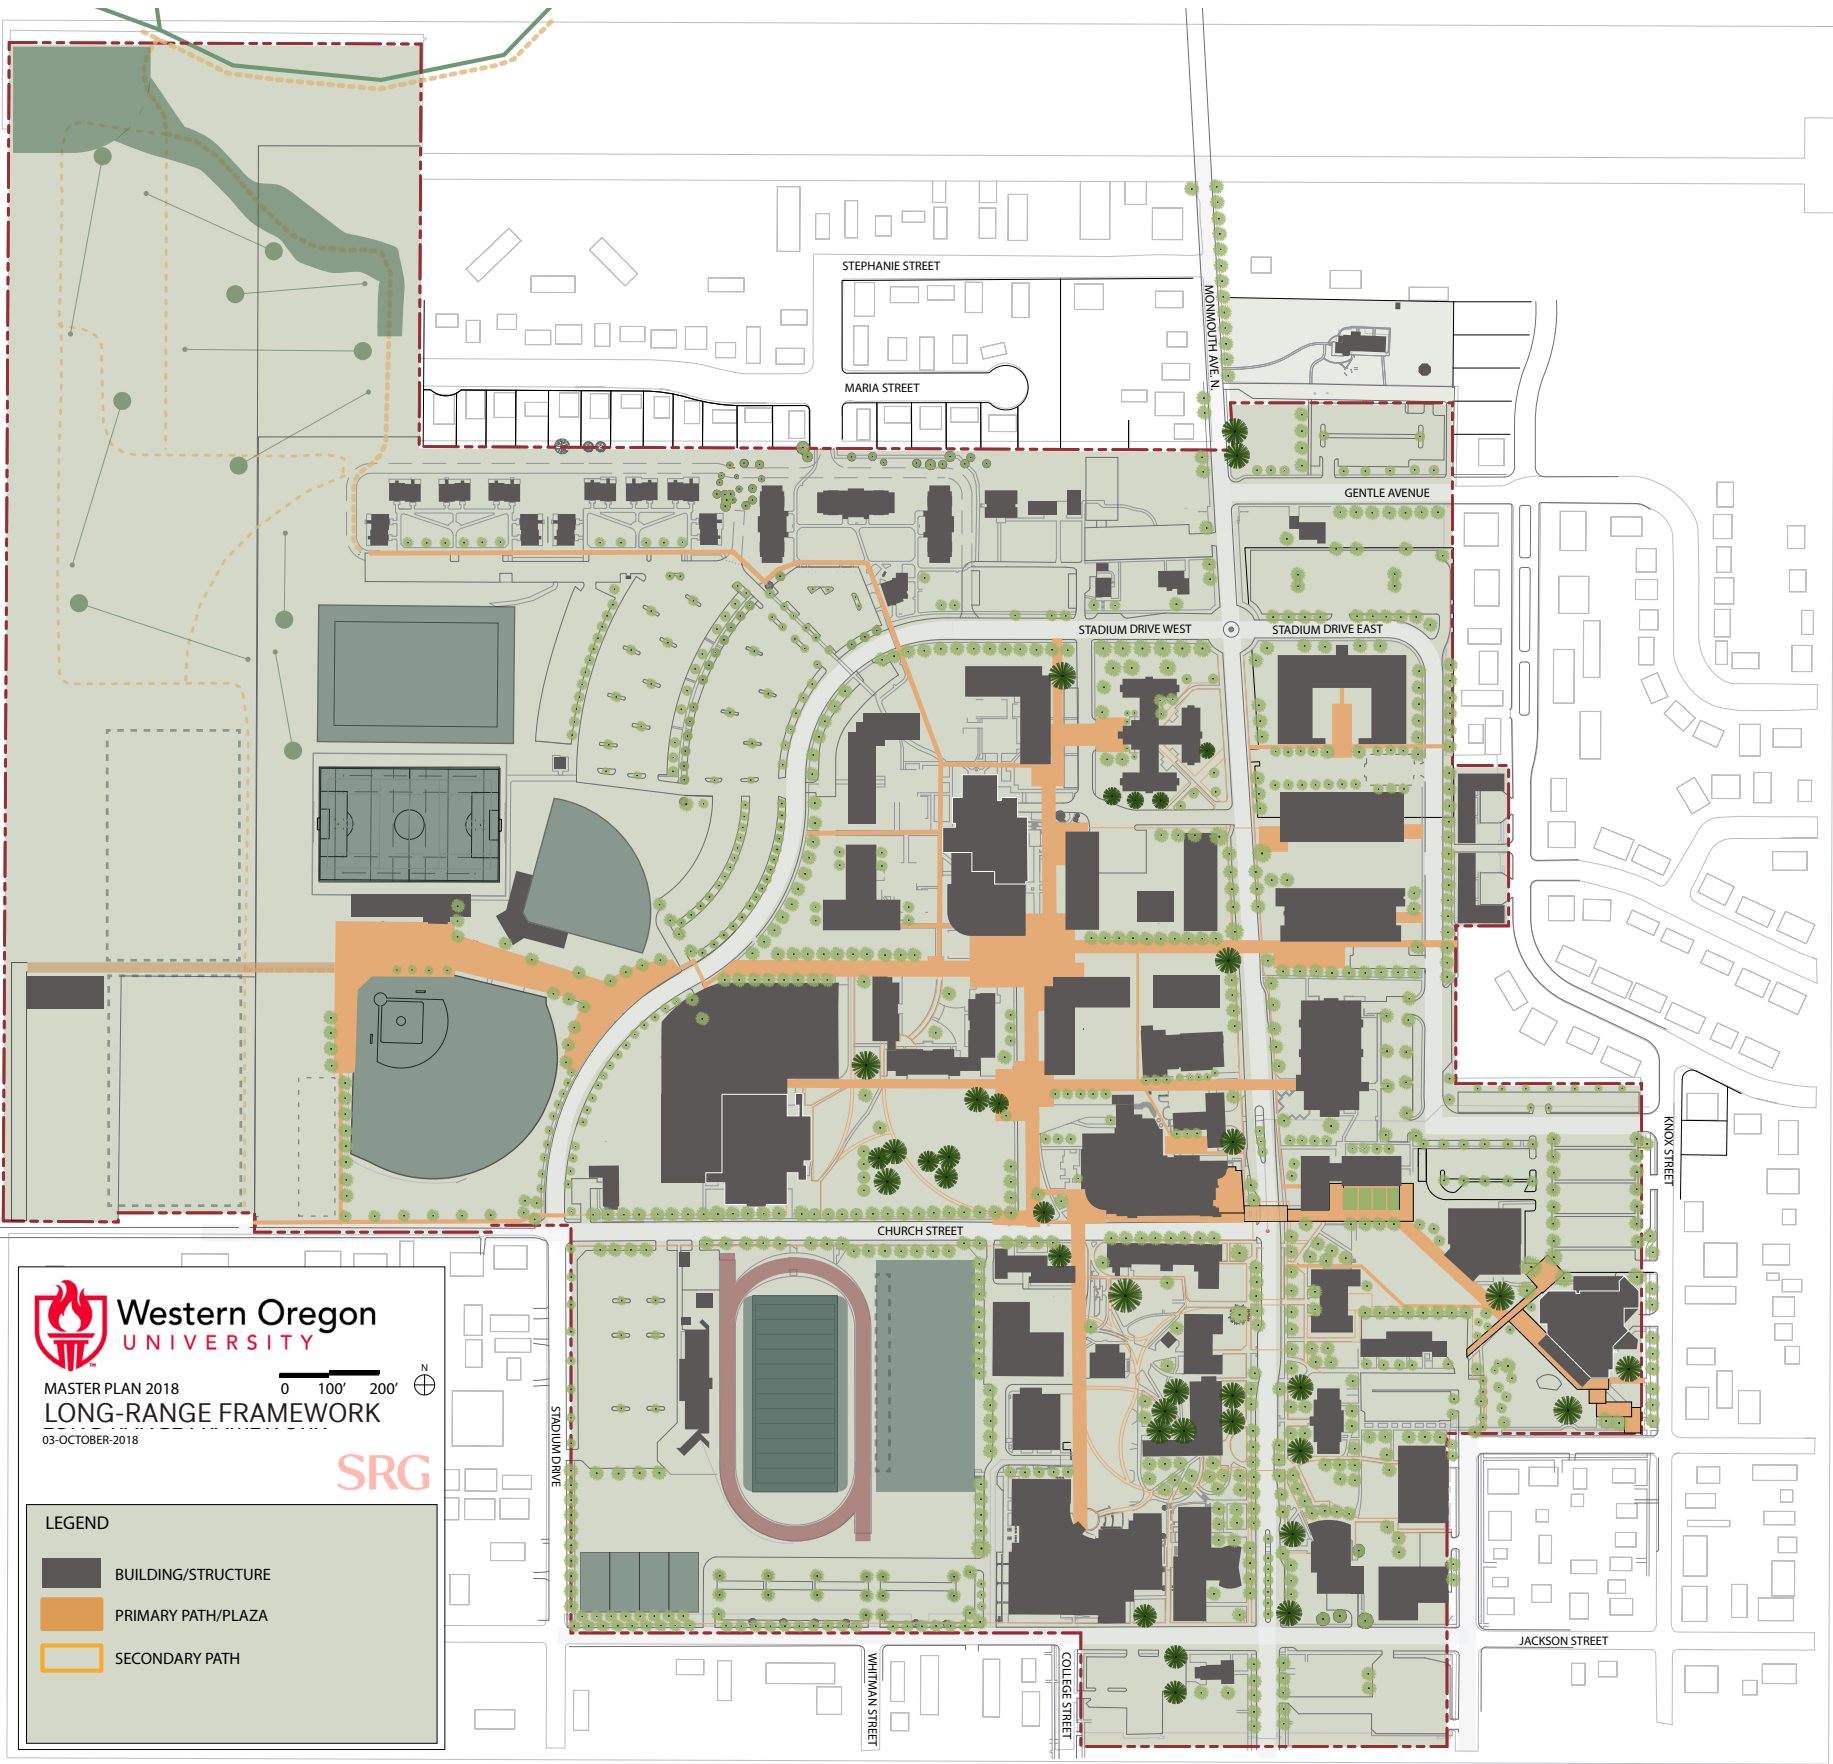 STEPHANIE STREET
MONMOUTH AVE. N.
MARIA STREET
GENTLE AVENUE
STADIUM DRIVE WEST
STADIUM DRIVE EAST
KNOX STREET
CHURCH STREET
Western Oregon
UNIVERSITY
™
N
0 100' 200'
MASTER PLAN 2018
LONG-RANGE FRAMEWORK
03-OCTOBER-2018
SRG
STADIUM DRIVE
LEGEND
BUILDING/STRUCTURE
PRIMARY PATH/PLAZA
SECONDARY PATH
JACKSON STREET
WHITMAN STREET
COLLEGE STREET